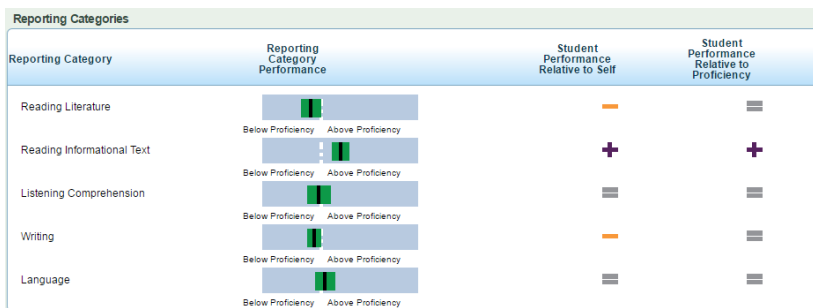 Reporting Categories
Reporting Category
Reporting
Category
Performance
Student
Performance
Relative to Self
Student
Performance
Relative to
Proficiency
Reading Literature
Below Proficiency Above Proficiency
Reading Informational Text
Below Proficiency Above Proficiency
Listening Comprehension
Below Proficiency Above Proficiency
Writing
Below Proficiency Above Proficiency
Language
Below Proficiency Above Proficiency